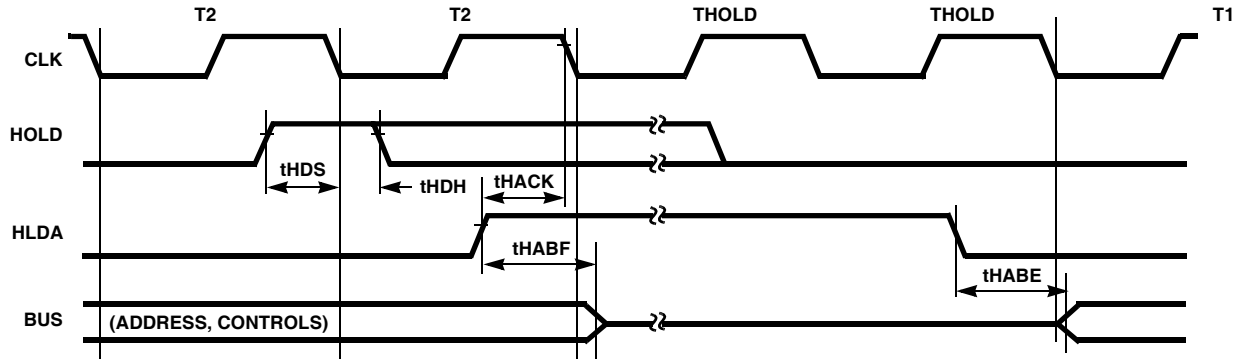 T2 T2 THOLD THOLD T1
CLK
HOLD
tHDS tHDH tHACK
HLDA
tHABF
tHABE
BUS (ADDRESS, CONTROLS)